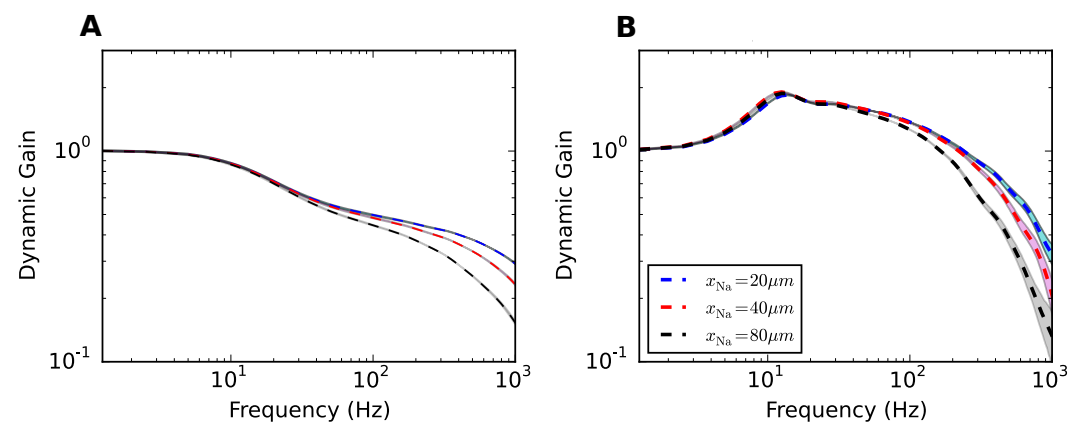 A
B
Dynamic Gain
10^0
10^-1
10^1
10^2
10^3
Frequency (Hz)
Dynamic Gain
10^0
10^-1
x_Na=20μm
x_Na=40μm
x_Na=80μm
10^1
10^2
10^3
Frequency (Hz)